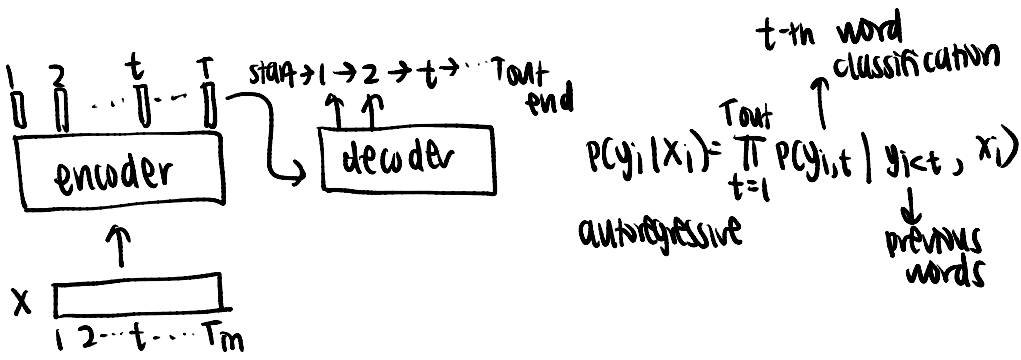 t-th word
classification
1 2 t T
start → 1 → 2 → t → ... Tout
end
encoder
decoder
P(yi|xi) = ∏ P(yi,t | yi<t, xi)
Tout
t=1
autoregressive
previous
words
X
1 2 ... t ..... Tin